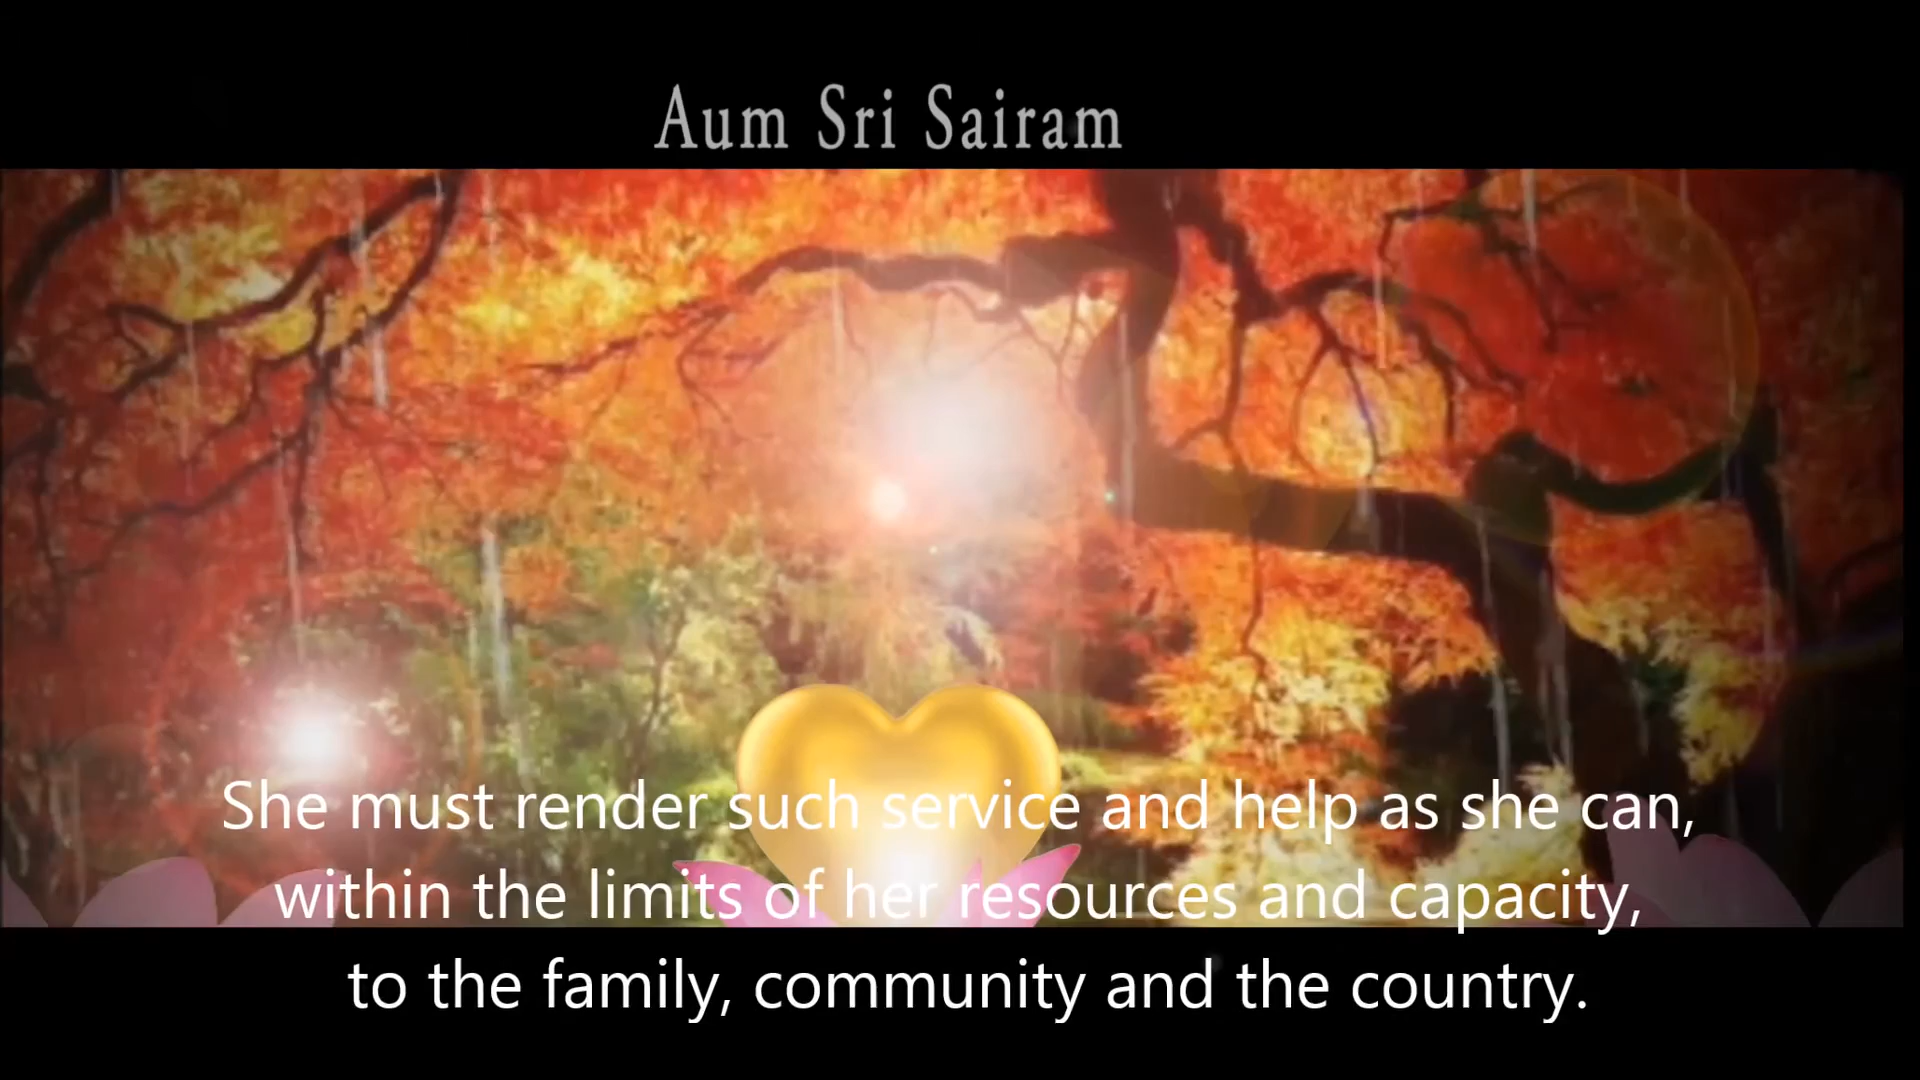 Aum Sri Sairam
She must render such service and help as she can,
within the limits of her resources and capacity,
to the family, community and the country.